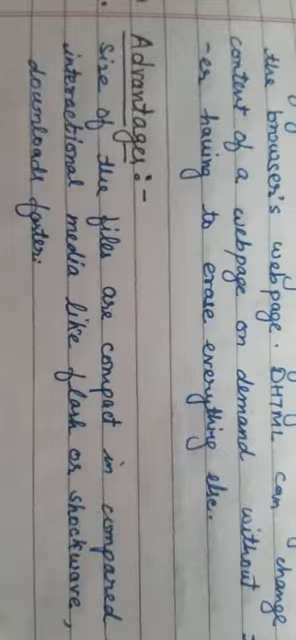 the browser's webpage. DHTML can change
content of a webpage on demand without
-er having to erase everything else.
Advantages:-
Size of the files are compact in compared
interactional media like flash or shockwave,
downloads faster.